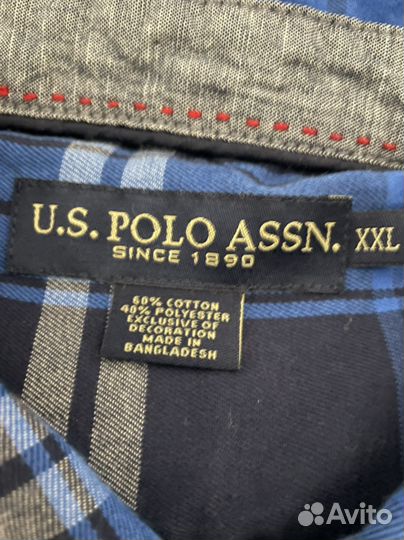 U.S. POLO ASSN.
SINCE 1890
XXL
60% COTTON
40% POLYESTER
EXCLUSIVE OF
DECORATION
MADE IN
BANGLADESH
Avito